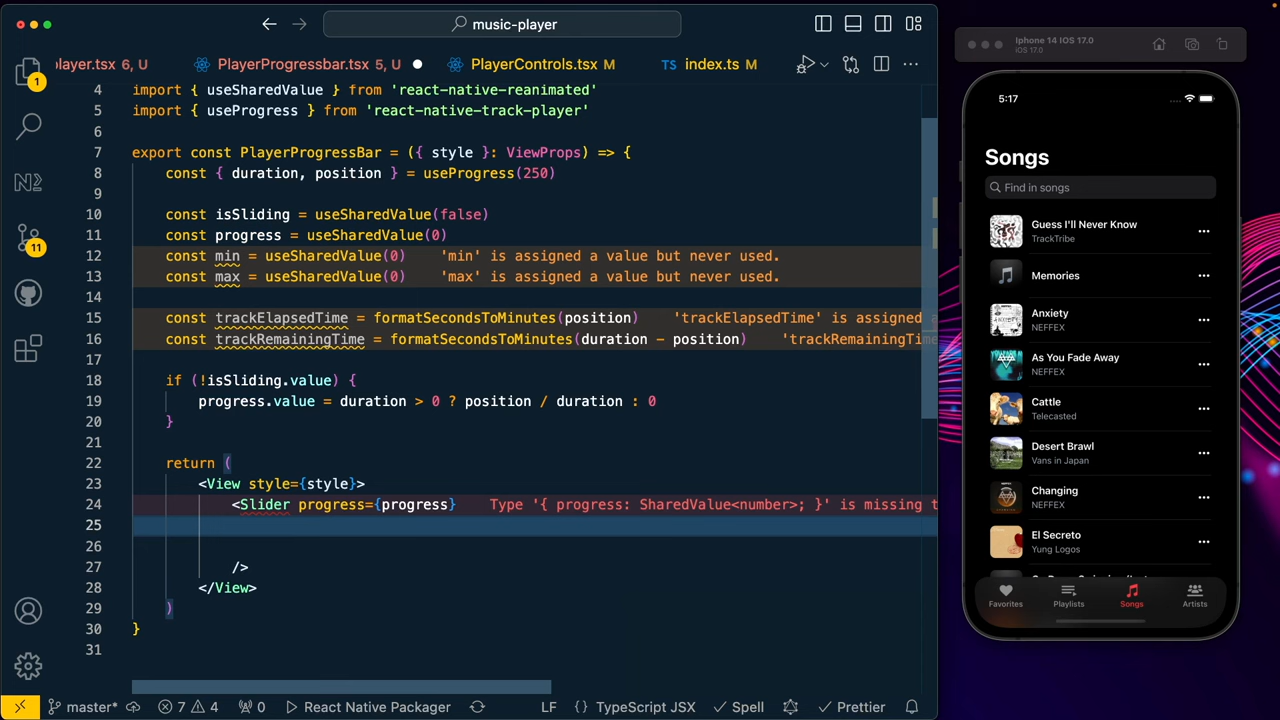 music-player
player.tsx 6, U
PlayerProgressbar.tsx 5, U
PlayerControls.tsx M
TS index.ts M
4 import { useSharedValue } from 'react-native-reanimated'
5 import { useProgress } from 'react-native-track-player'
6
7 export const PlayerProgressBar = ({ style }: ViewProps) => {
8 const { duration, position } = useProgress(250)
9
10 const isSliding = useSharedValue(false)
11 const progress = useSharedValue(0)
12 const min = useSharedValue(0) 'min' is assigned a value but never used.
13 const max = useSharedValue(0) 'max' is assigned a value but never used.
14
15 const trackElapsedTime = formatSecondsToMinutes(position) 'trackElapsedTime' is assigned a
16 const trackRemainingTime = formatSecondsToMinutes(duration - position) 'trackRemainingTime
17
18 if (!isSliding.value) {
19 progress.value = duration > 0 ? position / duration : 0
20 }
21
22 return (
23 <View style={style}>
24 <Slider progress={progress} Type '{ progress: SharedValue<number>; }' is missing t
25
26
27 />
28 </View>
29 )
30 }
31
1
11
master*
7 4
0
React Native Packager
LF
{} TypeScript JSX
Spell
Prettier
Iphone 14 IOS 17.0
iOS 17.0
5:17
Songs
Find in songs
Guess I'll Never Know
TrackTribe
Memories
Anxiety
NEFFEX
As You Fade Away
NEFFEX
Cattle
Telecasted
Desert Brawl
Vans in Japan
Changing
NEFFEX
El Secreto
Yung Logos
Favorites
Playlists
Songs
Artists